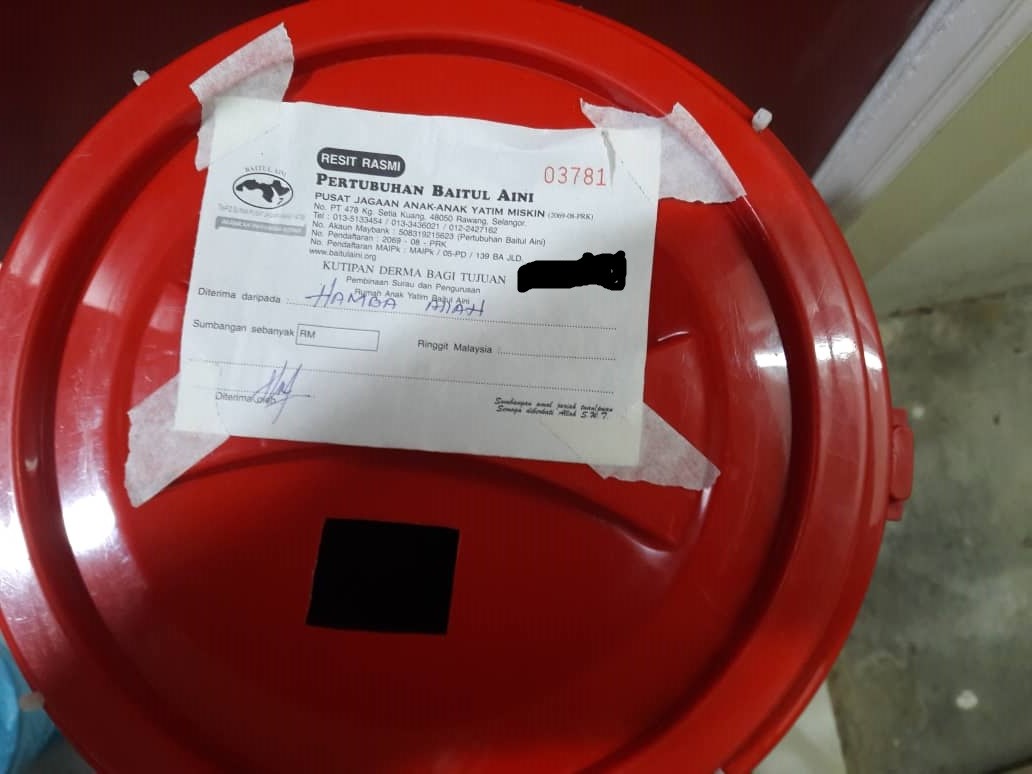 RESIT RASMI
03781
BAITUL AINI
PERTUBUHAN BAITUL AINI
PUSAT JAGAAN ANAK-ANAK YATIM MISKIN (2069-08-PRK)
No. PT 478 Kg. Setia Kuang, 48050 Rawang, Selangor.
Tel : 013-5133454 / 013-3436021 / 012-2427162
No. Akaun Maybank : 508319215623 (Pertubuhan Baitul Aini)
No. Pendaftaran : 2069 - 08 - PRK
No. Pendaftaran MAIPk : MAIPk / 05-PD / 139 BA JLD.
www.baitulaini.org
KUTIPAN DERMA BAGI TUJUAN
Pembinaan Surau dan Pengurusan
Rumah Anak Yatim Baitul Aini
Diterima daripada : HAMBA ALLAH
Sumbangan sebanyak RM
Ringgit Malaysia :
Diterima oleh
Sumbangan amal jariah tuan/puan
Semoga diberkati Allah S.W.T.